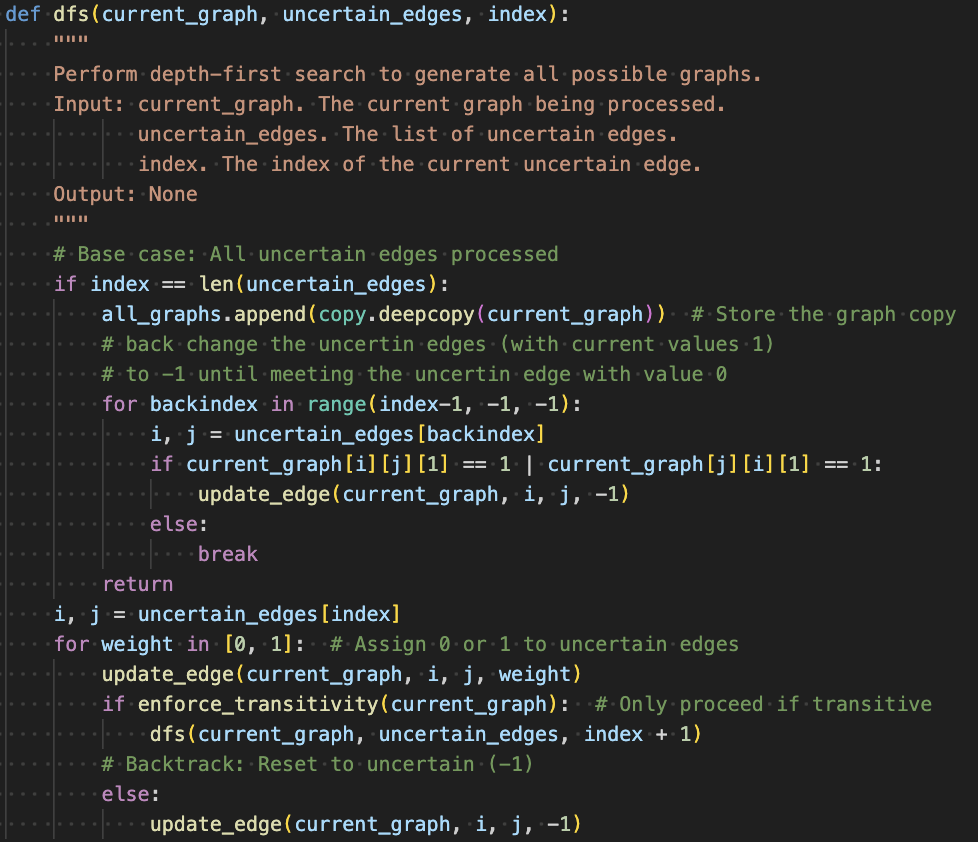 def dfs(current_graph, uncertain_edges, index):
    """
    Perform depth-first search to generate all possible graphs.
    Input: current_graph. The current graph being processed.
           uncertain_edges. The list of uncertain edges.
           index. The index of the current uncertain edge.
    Output: None
    """
    # Base case: All uncertain edges processed
    if index == len(uncertain_edges):
        all_graphs.append(copy.deepcopy(current_graph))  # Store the graph copy
        # back change the uncertin edges (with current values 1)
        # to -1 until meeting the uncertin edge with value 0
        for backindex in range(index-1, -1, -1):
            i, j = uncertain_edges[backindex]
            if current_graph[i][j][1] == 1 | current_graph[j][i][1] == 1:
                update_edge(current_graph, i, j, -1)
            else:
                break
        return
    i, j = uncertain_edges[index]
    for weight in [0, 1]:  # Assign 0 or 1 to uncertain edges
        update_edge(current_graph, i, j, weight)
        if enforce_transitivity(current_graph):  # Only proceed if transitive
            dfs(current_graph, uncertain_edges, index + 1)
        # Backtrack: Reset to uncertain (-1)
        else:
            update_edge(current_graph, i, j, -1)